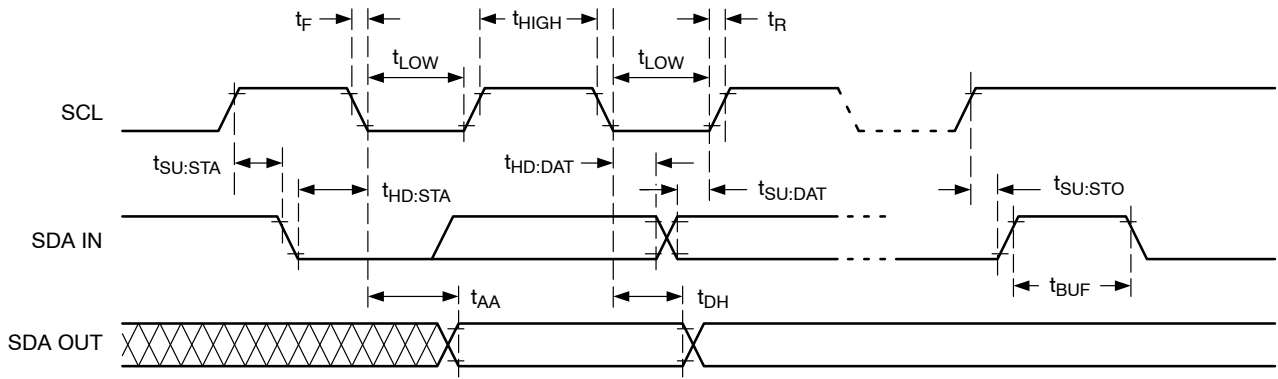 tF
tHIGH
tR
tLOW
tLOW
SCL
tSU:STA
tHD:STA
tHD:DAT
tSU:DAT
tSU:STO
SDA IN
tBUF
tAA
tDH
SDA OUT